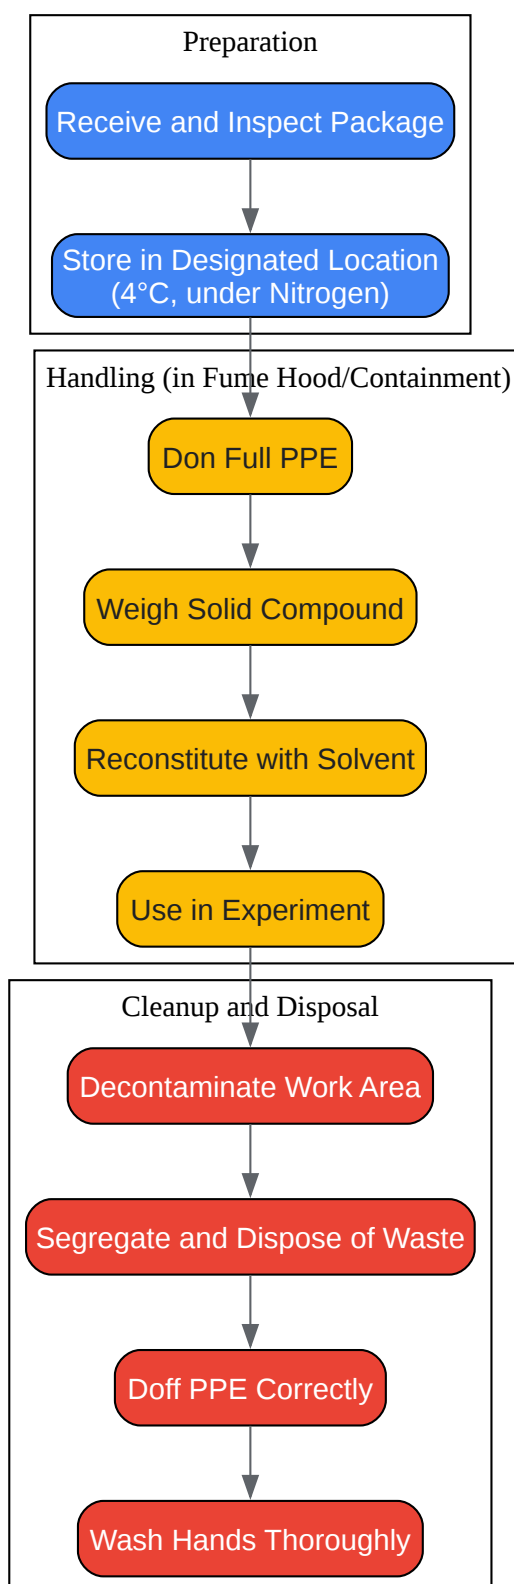 Preparation
Receive and Inspect Package
Store in Designated Location
(4°C, under Nitrogen)
Handling (in Fume Hood/Containment)
Don Full PPE
Weigh Solid Compound
Reconstitute with Solvent
Use in Experiment
Cleanup and Disposal
Decontaminate Work Area
Segregate and Dispose of Waste
Doff PPE Correctly
Wash Hands Thoroughly